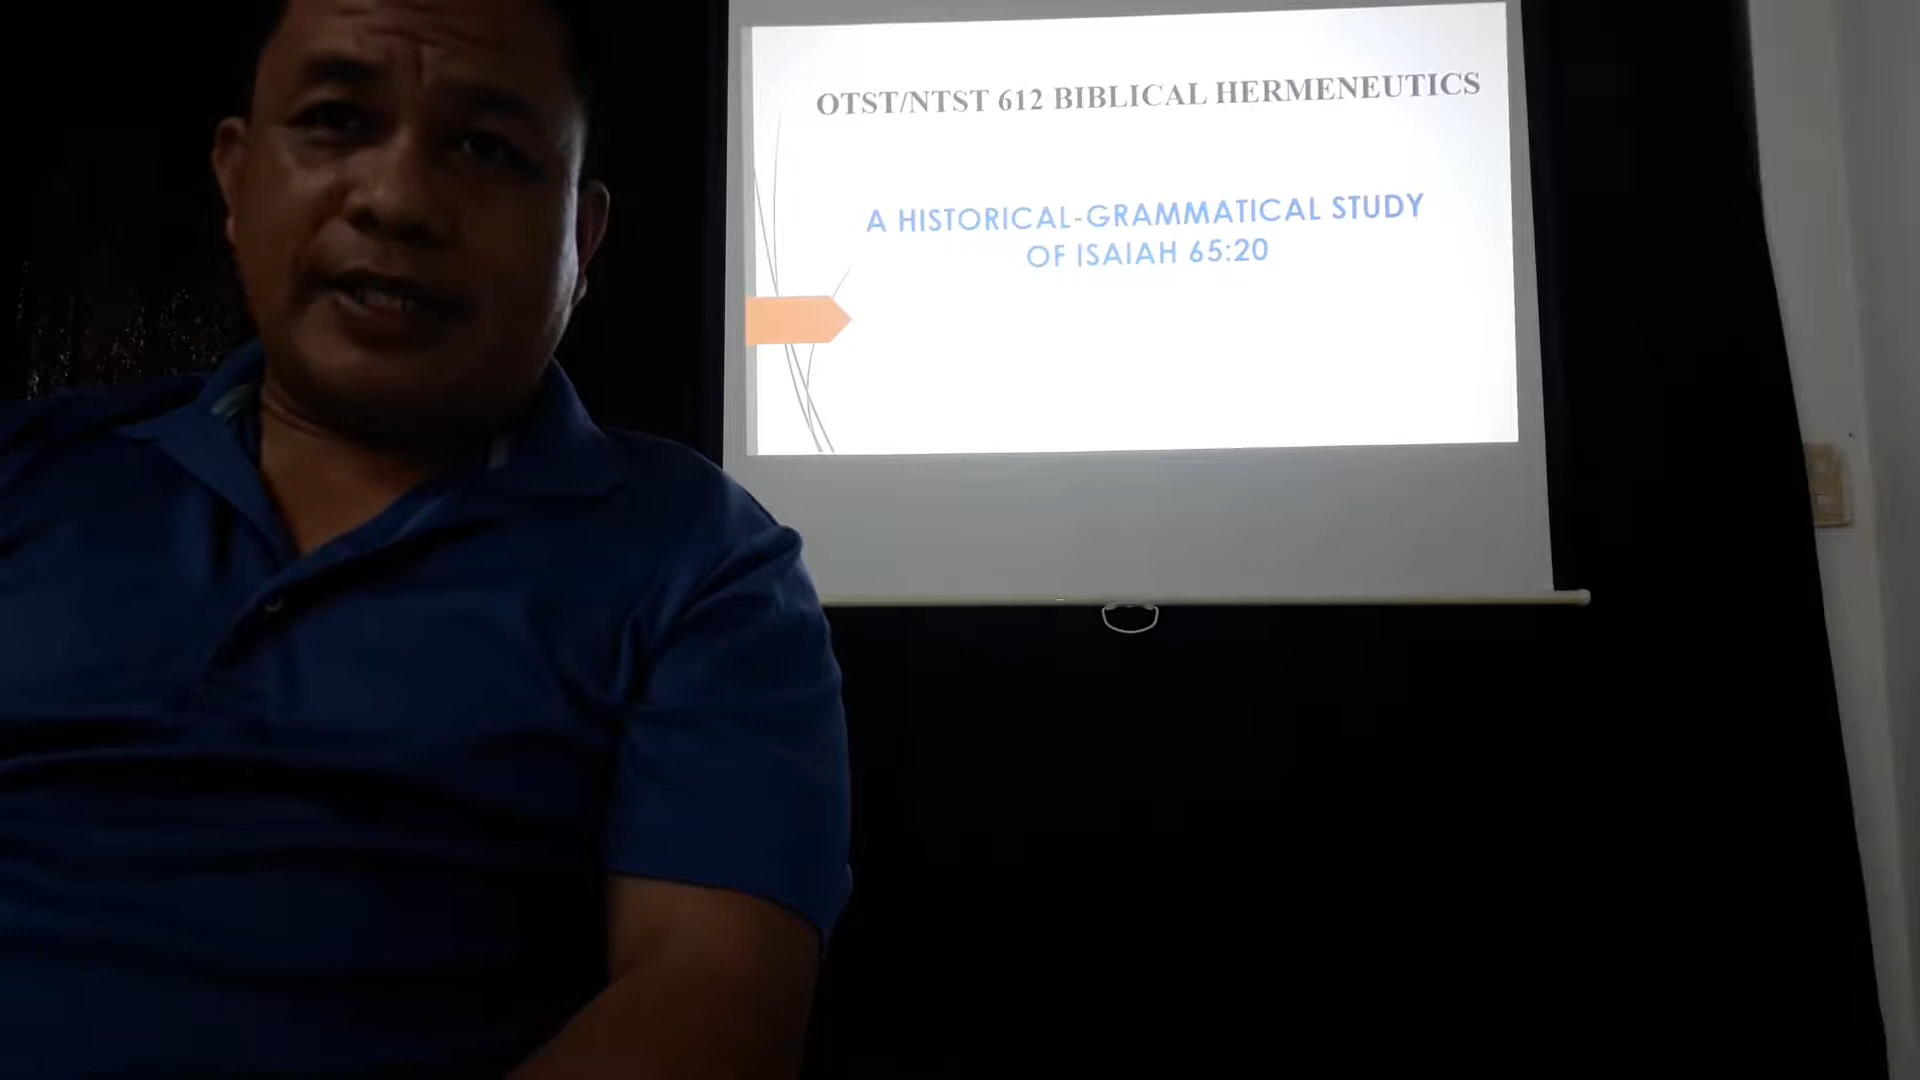 OTST/NTST 612 BIBLICAL HERMENEUTICS
A HISTORICAL-GRAMMATICAL STUDY
OF ISAIAH 65:20